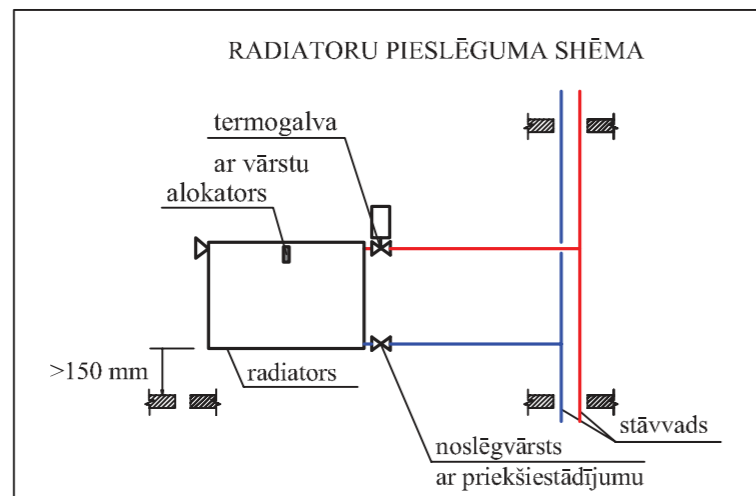 RADIATORU PIESLĒGUMA SHĒMA
termogalva
ar vārstu
alokators
>150 mm
radiators
stāvvads
noslēgvārsts
ar priekšiestādījumu